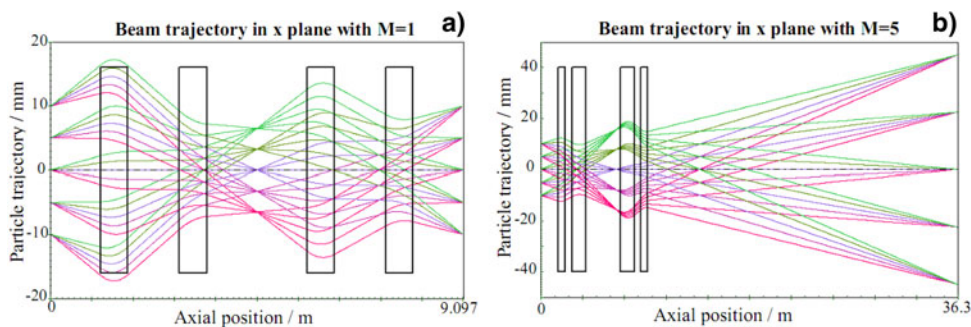 Beam trajectory in x plane with M=1
a)
20
10
0
-10
-20
Particle trajectory / mm
0
9.097
Axial position / m
Beam trajectory in x plane with M=5
b)
40
20
0
-20
-40
Particle trajectory / mm
0
36.3
Axial position / m